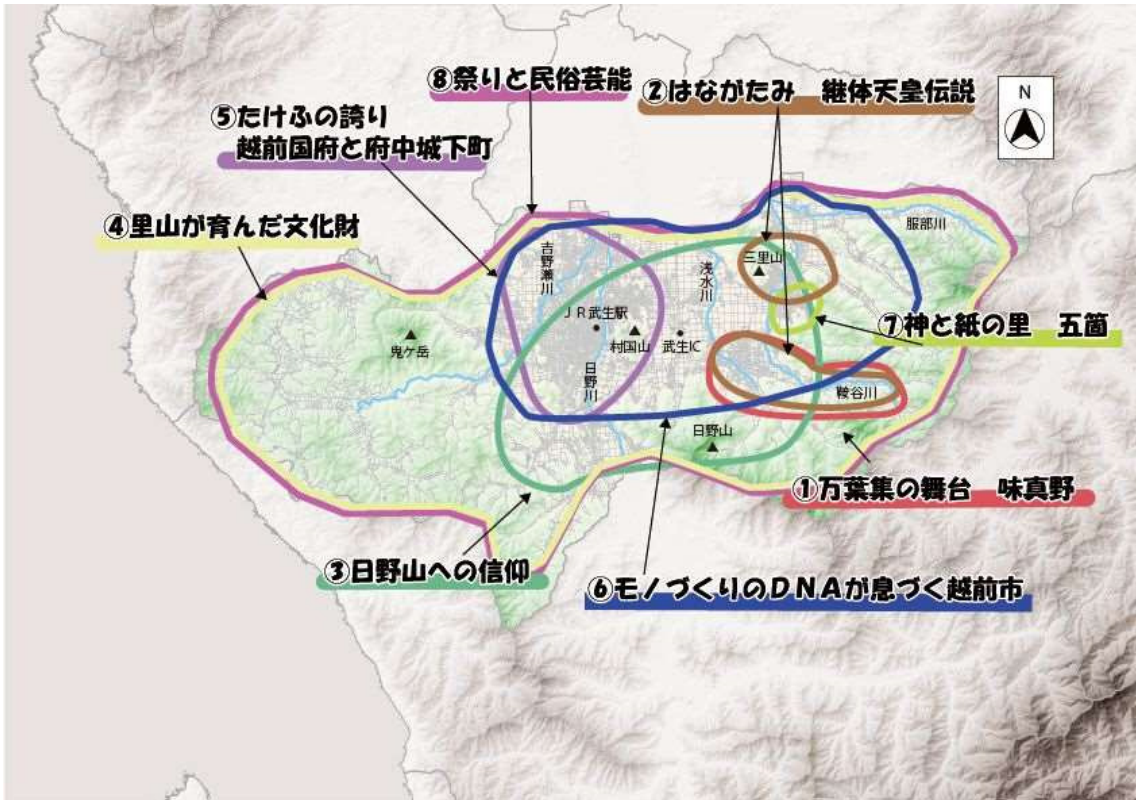 ⑧祭りと民俗芸能
②はながたみ 継体天皇伝説
N
⑤たけふの誇り
越前国府と府中城下町
④里山が育んだ文化財
服部川
吉野瀬川
浅水川
三里山
JR武生駅
村国山
武生IC
⑦神と紙の里 五箇
鬼ケ岳
日野川
鞍谷川
日野山
①万葉集の舞台 味真野
③日野山への信仰
⑥モノづくりのDNAが息づく越前市